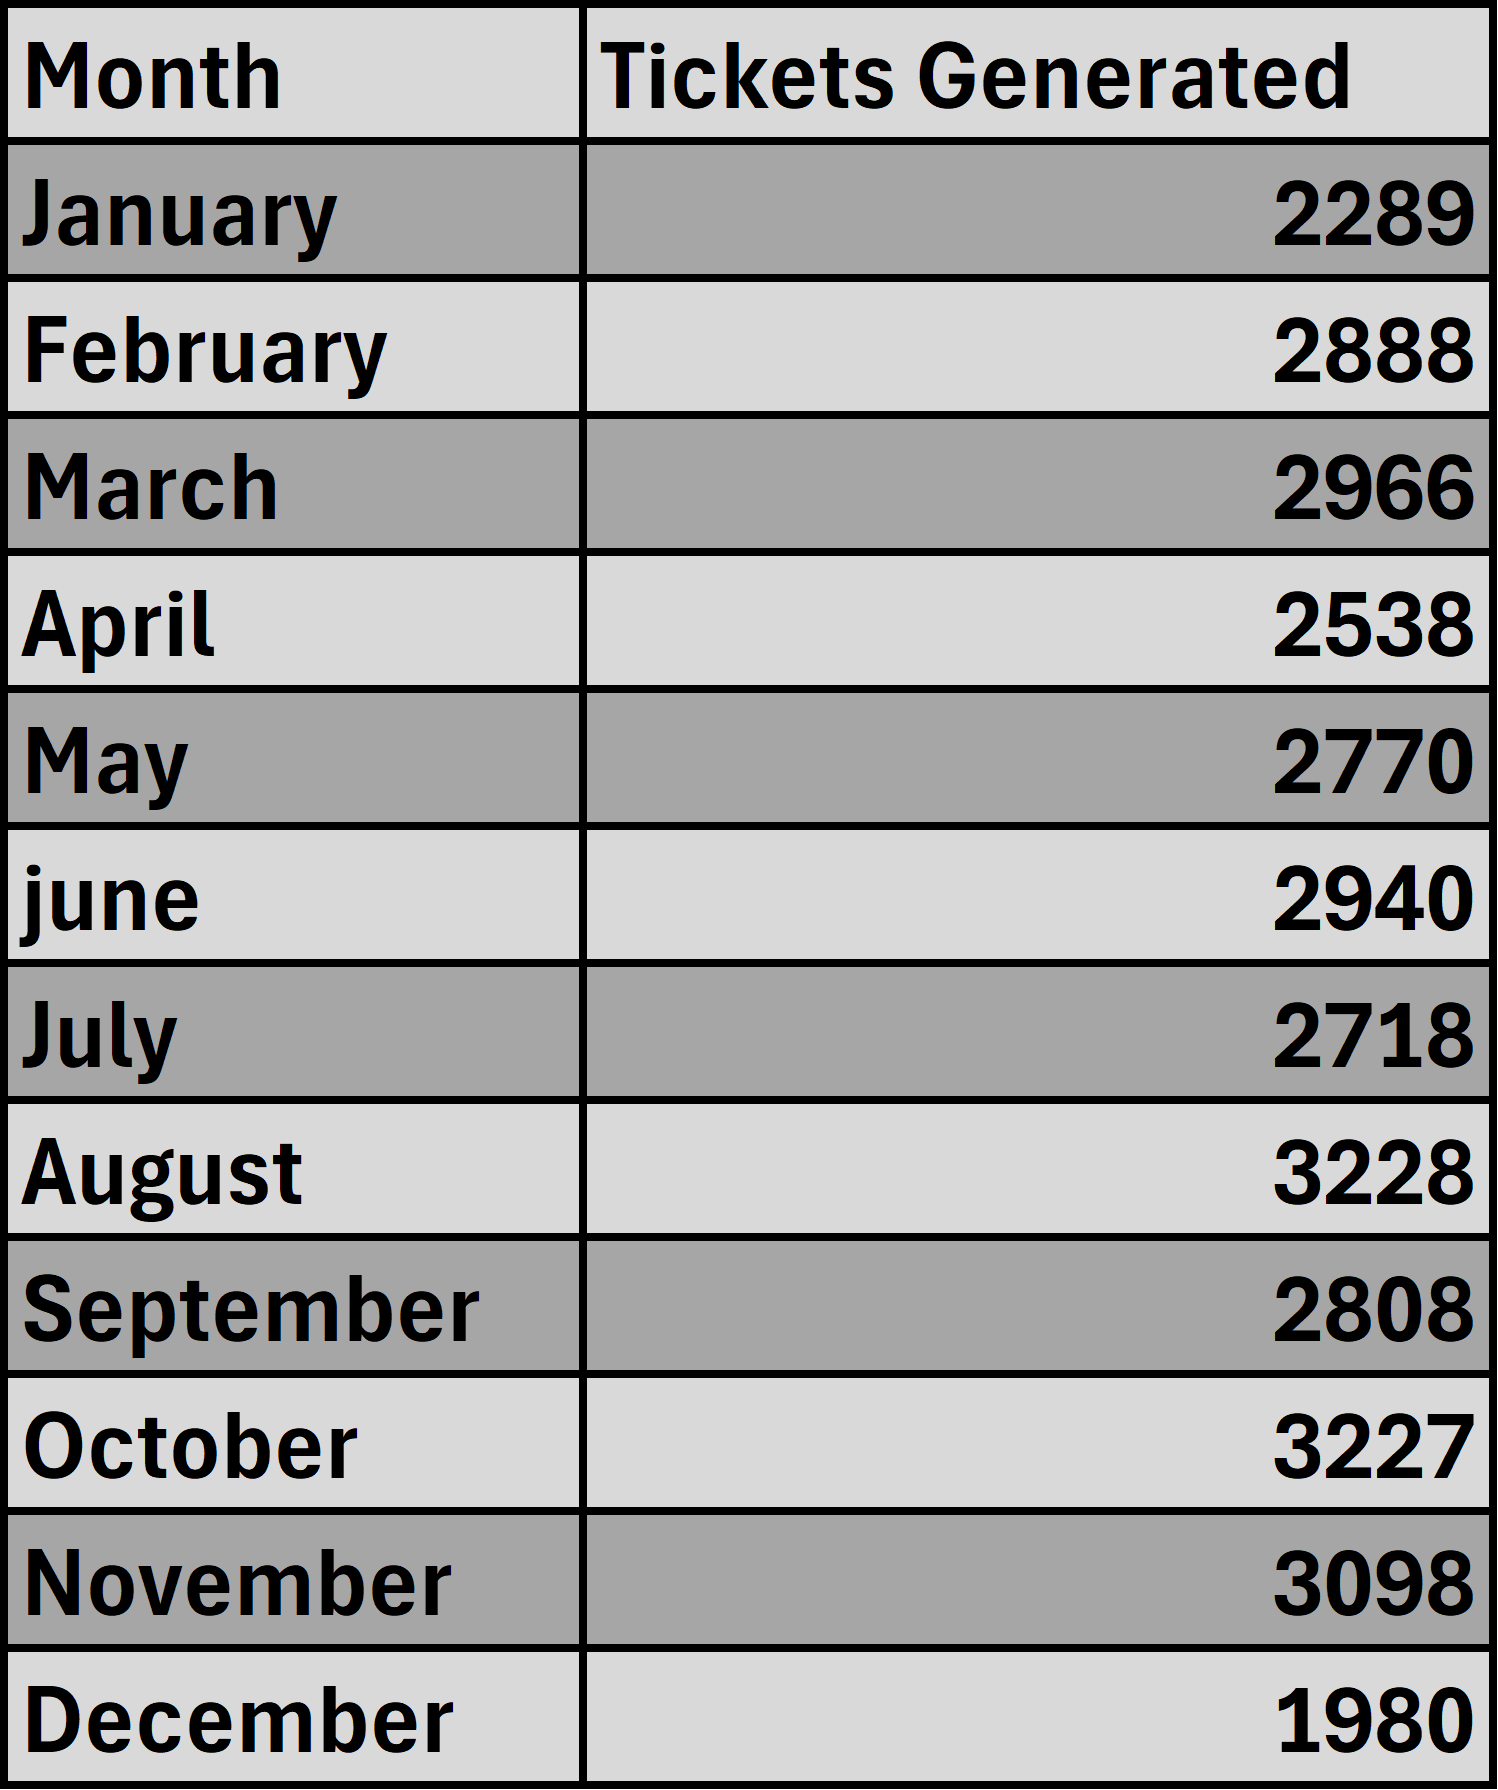 Month Tickets Generated
January 2289
February 2888
March 2966
April 2538
May 2770
june 2940
July 2718
August 3228
September 2808
October 3227
November 3098
December 1980